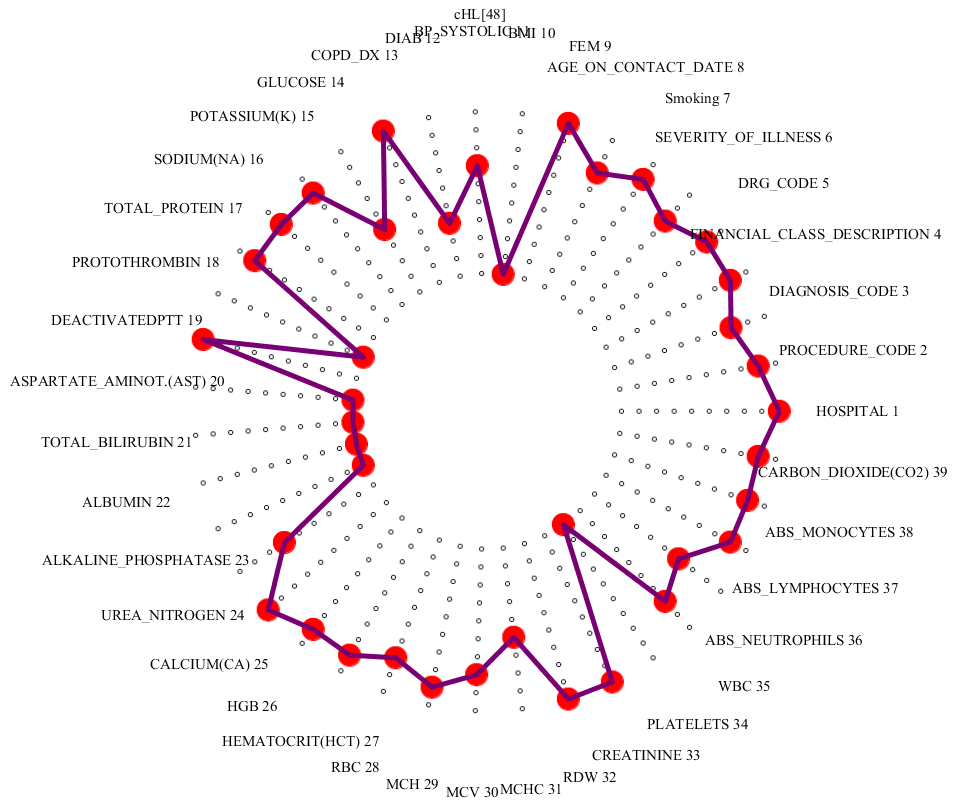 cHL[48]
BP_SYSTOLIC 11
BMI 10
DIAB 12
FEM 9
COPD_DX 13
AGE_ON_CONTACT_DATE 8
GLUCOSE 14
Smoking 7
POTASSIUM(K) 15
SEVERITY_OF_ILLNESS 6
SODIUM(NA) 16
DRG_CODE 5
TOTAL_PROTEIN 17
FINANCIAL_CLASS_DESCRIPTION 4
PROTOTHROMBIN 18
DIAGNOSIS_CODE 3
DEACTIVATEDPTT 19
PROCEDURE_CODE 2
ASPARTATE_AMINOT.(AST) 20
HOSPITAL 1
TOTAL_BILIRUBIN 21
CARBON_DIOXIDE(CO2) 39
ALBUMIN 22
ABS_MONOCYTES 38
ALKALINE_PHOSPHATASE 23
ABS_LYMPHOCYTES 37
UREA_NITROGEN 24
ABS_NEUTROPHILS 36
CALCIUM(CA) 25
WBC 35
HGB 26
PLATELETS 34
HEMATOCRIT(HCT) 27
CREATININE 33
RBC 28
RDW 32
MCH 29
MCHC 31
MCV 30